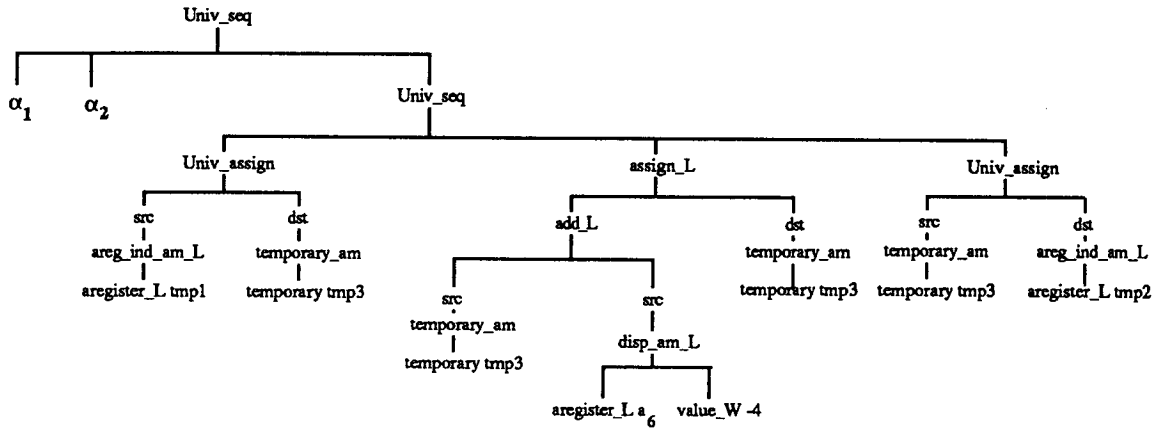 Univ_seq
α1 α2 Univ_seq
Univ_assign assign_L Univ_assign
src dst add_L dst src dst
areg_ind_am_L temporary_am temporary_am temporary_am areg_ind_am_L
aregister_L tmp1 temporary tmp3 src src temporary tmp3 temporary tmp3 aregister_L tmp2
temporary_am disp_am_L
temporary tmp3
aregister_L a6 value_W -4